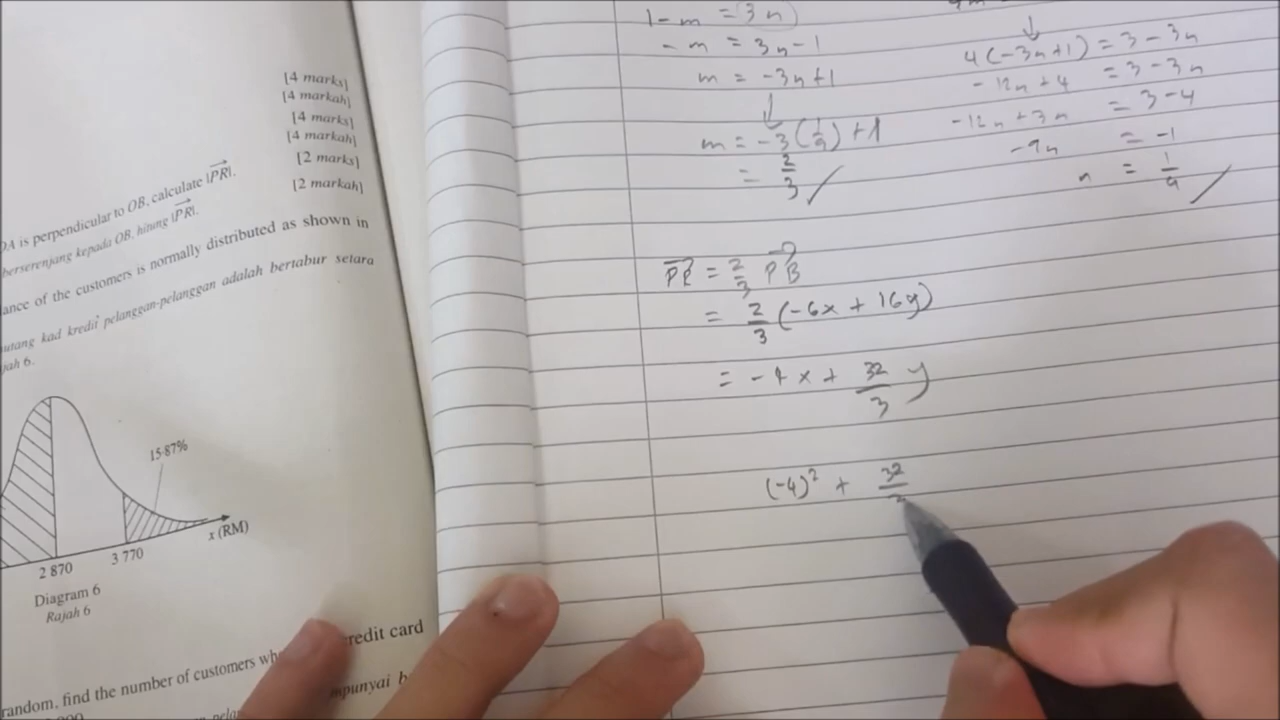 [4 marks]
[4 markah]
[4 marks]
[4 markah]
[2 marks]
[2 markah]
OA is perpendicular to OB, calculate |PR|.
berserenjang kepada OB, hitung |PR|.
ance of the customers is normally distributed as shown in
utang kad kredit pelanggan-pelanggan adalah bertabur setara
jah 6.
15·87%
x (RM)
2 870
3 770
Diagram 6
Rajah 6
credit card
random, find the number of customers wh
mpunyai b
1 - m = 3n
- m = 3n - 1
m = -3n + 1
↓
m = -3(1/9) + 1
= 2/3
↓
4(-3n+1) = 3 - 3n
-12n + 4 = 3 - 3n
-12n + 3n = 3 - 4
-9n = -1
n = 1/9
PR = 2/3 PB
= 2/3 (-6x + 16y)
= -4x + 32/3 y
(-4)² + 32